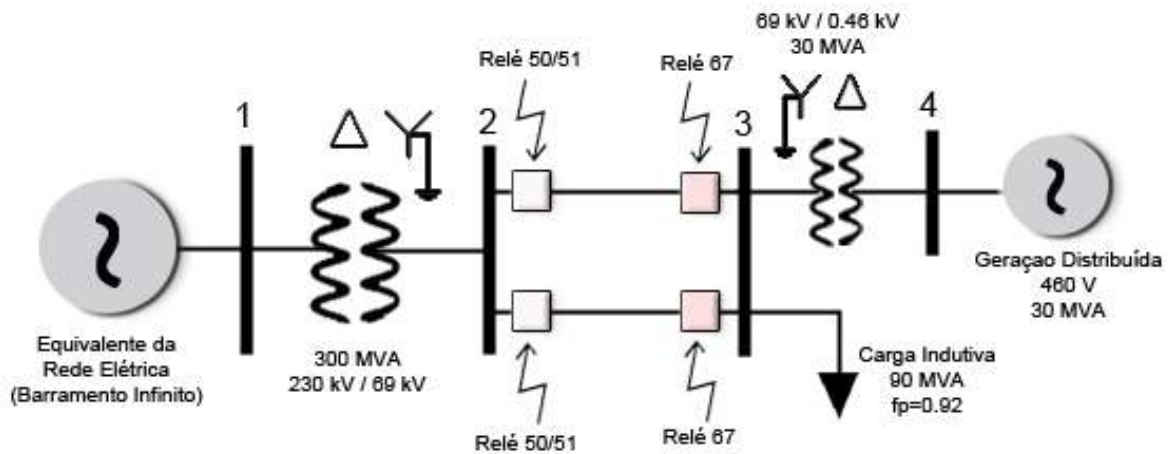 69 kV / 0.46 kV
30 MVA
Relé 50/51
Relé 67
1
2
3
4
Equivalente da
Rede Elétrica
(Barramento Infinito)
300 MVA
230 kV / 69 kV
Relé 50/51
Relé 67
Carga Indutiva
90 MVA
fp=0.92
Geraçao Distribuída
460 V
30 MVA